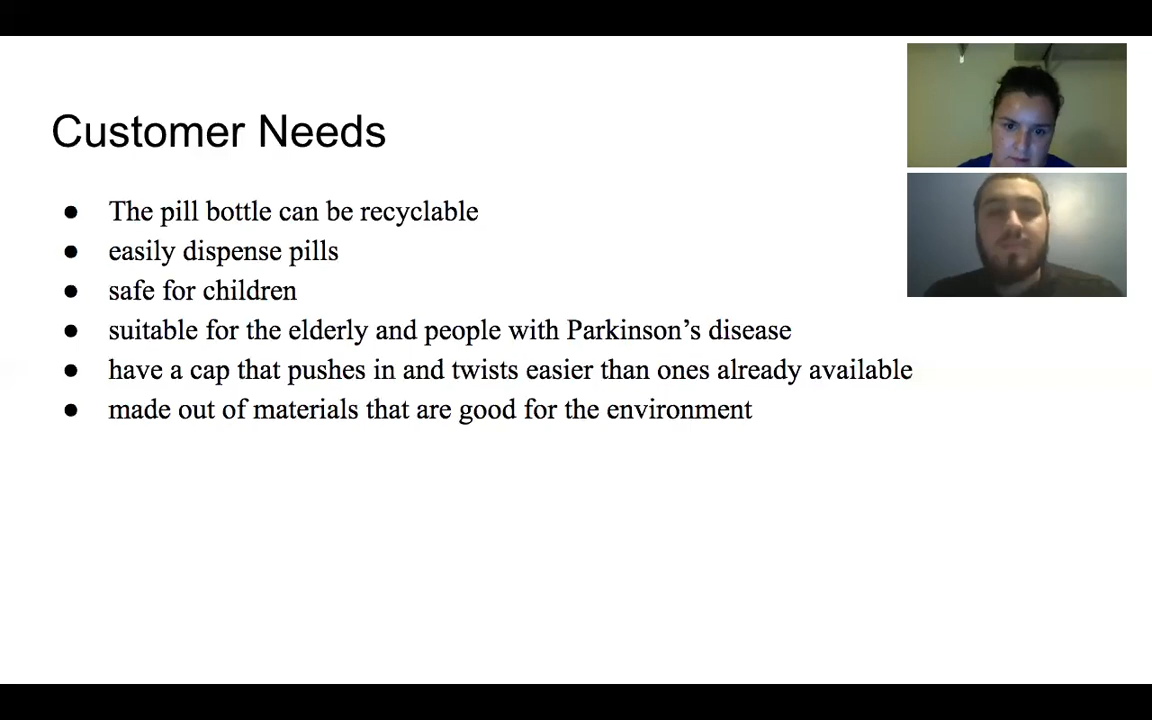 Customer Needs
● The pill bottle can be recyclable
● easily dispense pills
● safe for children
● suitable for the elderly and people with Parkinson’s disease
● have a cap that pushes in and twists easier than ones already available
● made out of materials that are good for the environment